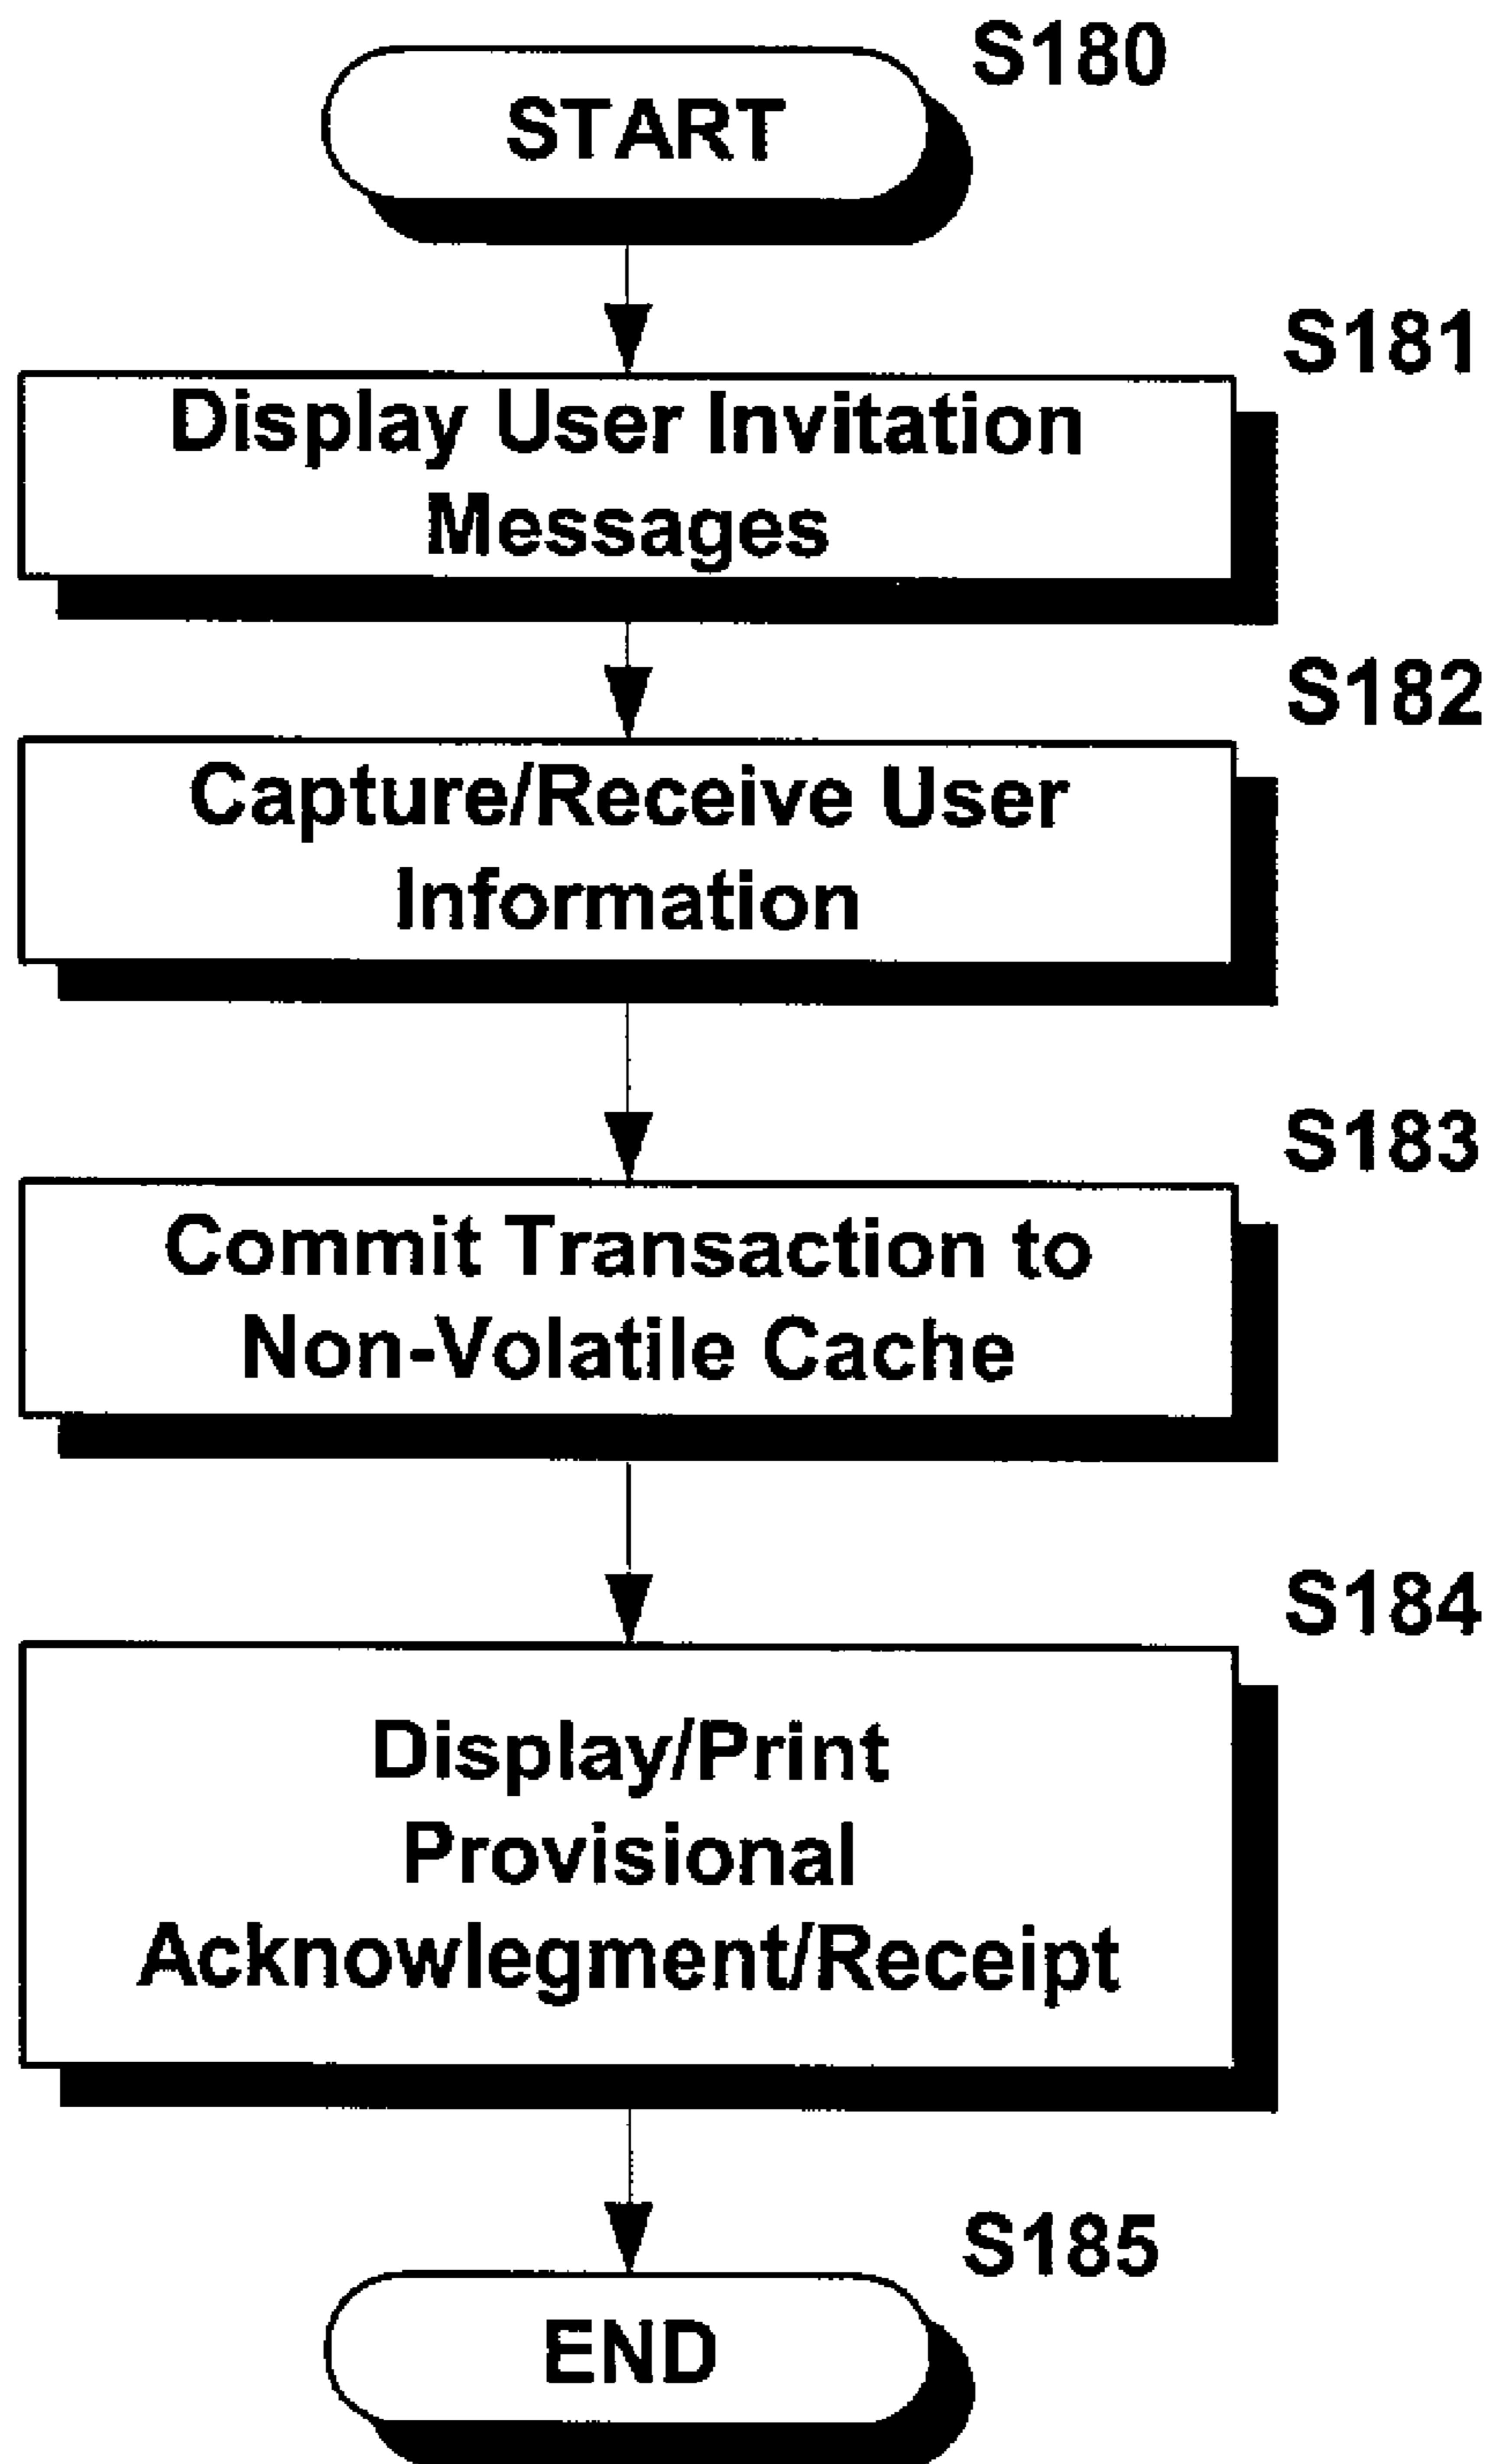 S180
START
S181
Display User Invitation
Messages
S182
Capture/Receive User
Information
S183
Commit Transaction to
Non-Volatile Cache
S184
Display/Print
Provisional
Acknowlegment/Receipt
S185
END